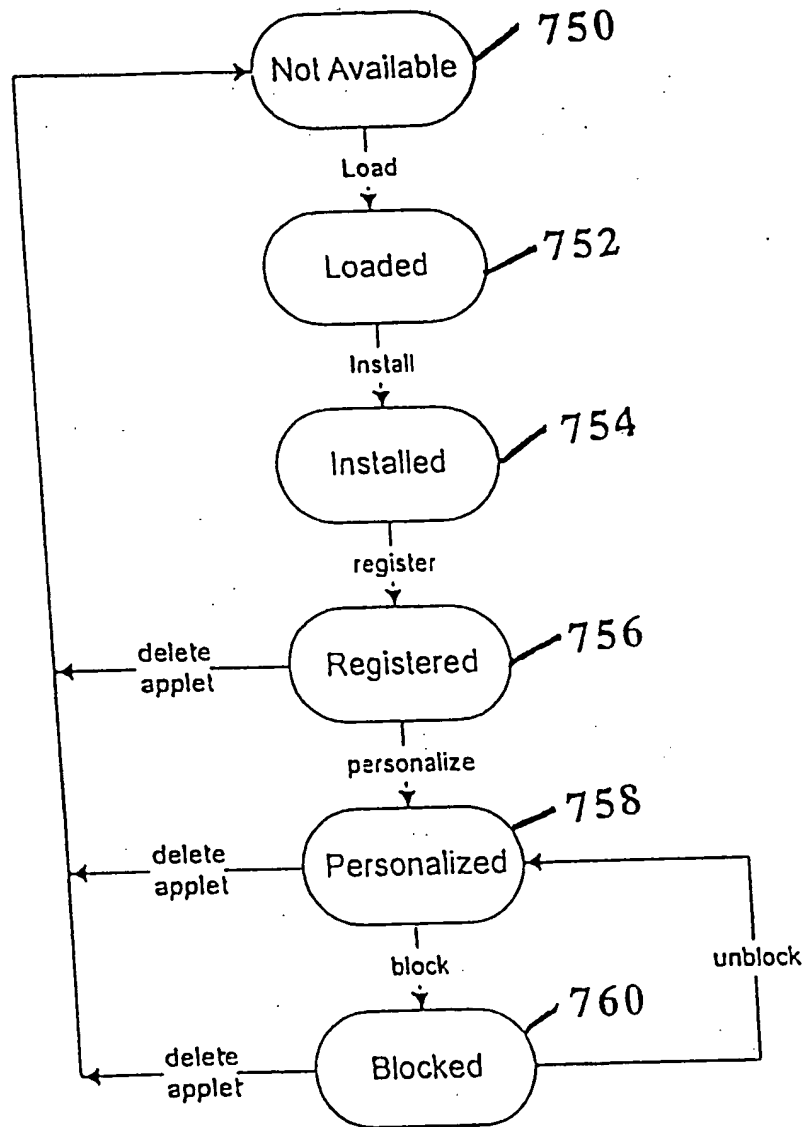 750
Not Available
Load
752
Loaded
Install
754
Installed
register
756
Registered
delete
applet
personalize
758
Personalized
delete
applet
block
unblock
760
Blocked
delete
applet